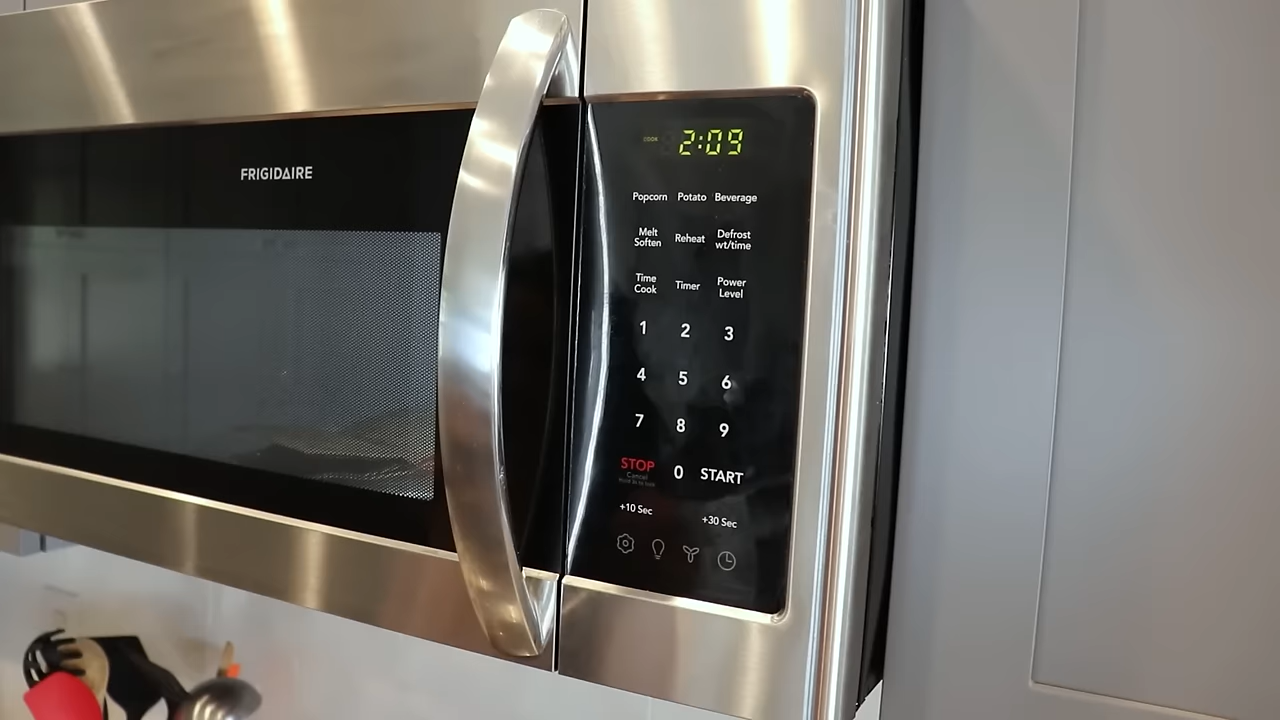 FRIGIDAIRE
COOK 2:09
Popcorn Potato Beverage
Melt Soften Reheat Defrost wt/time
Time Cook Timer Power Level
1 2 3
4 5 6
7 8 9
STOP 0 START
Cancel
+10 Sec +30 Sec